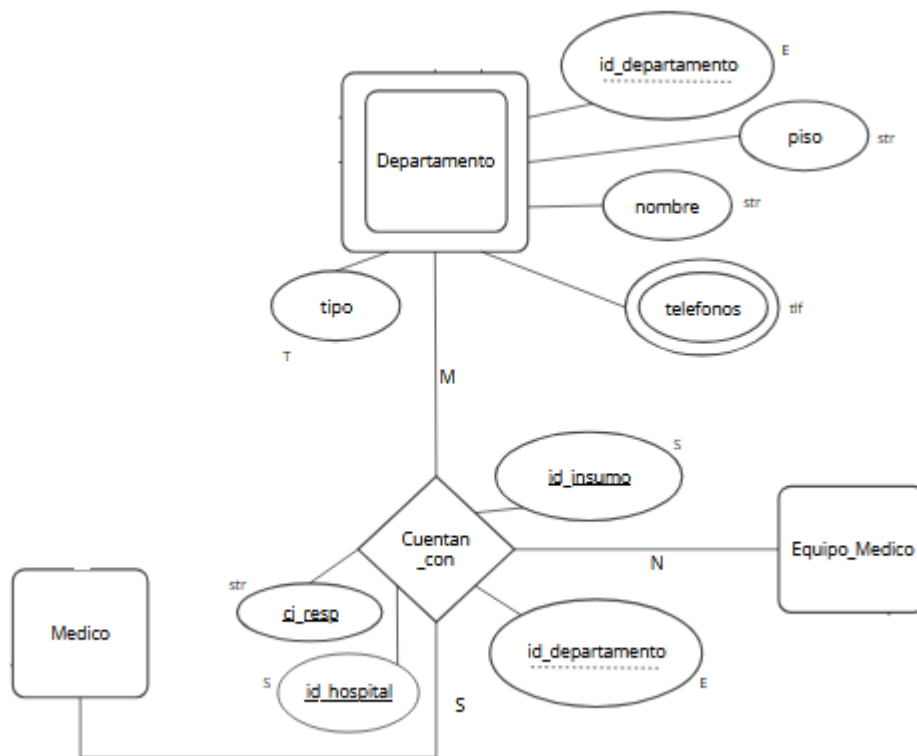 id_departamento
E
Departamento
piso
str
nombre
str
tipo
T
telefonos
tlf
M
id_insumo
S
Cuentan
_con
N
Equipo_Medico
str
ci_resp
Medico
id_departamento
E
S
id_hospital
S